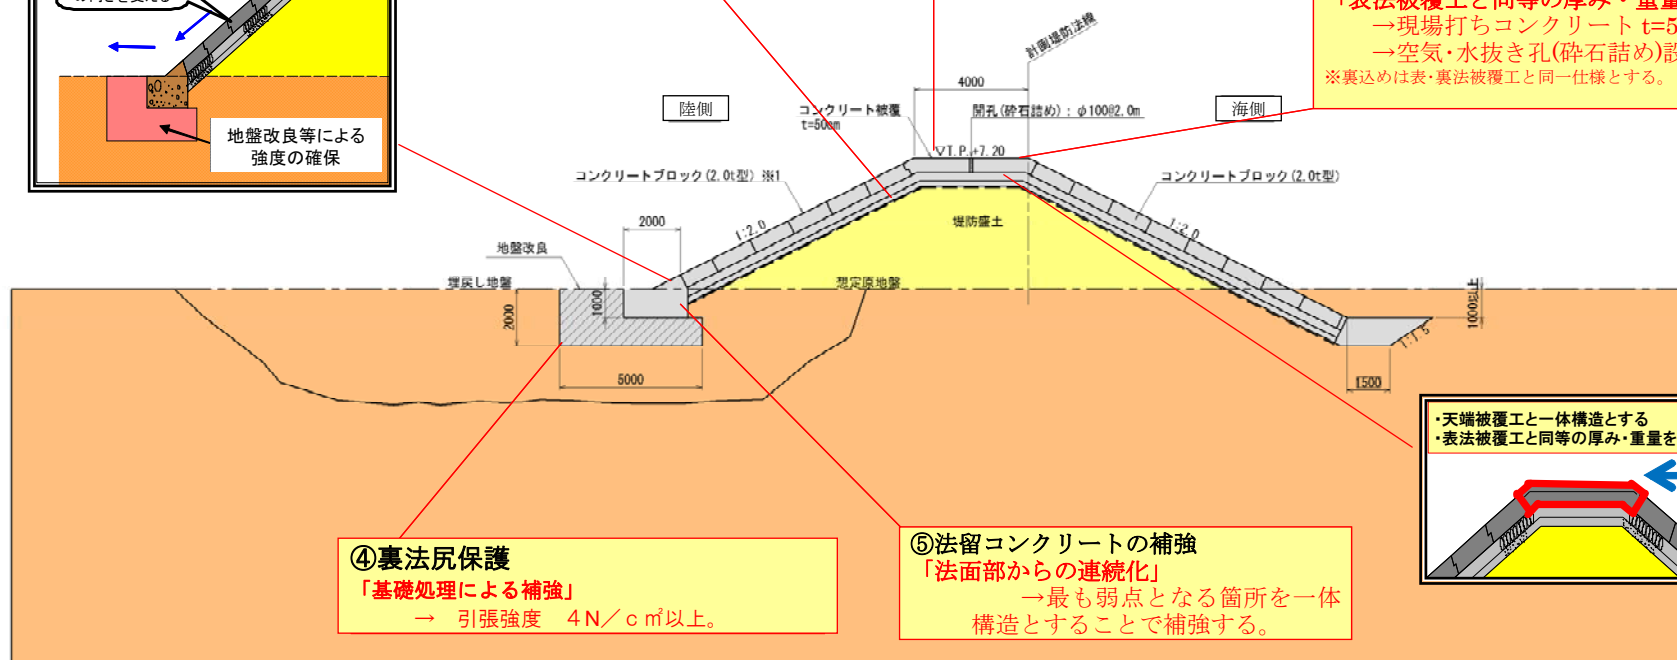 地盤改良等による
強度の確保
「表法被覆工と同等の厚み・重量
→現場打ちコンクリート t=5
→空気・水抜き孔(砕石詰め)設
※裏込めは表・裏法被覆工と同一仕様とする。
計画堤防法線
4000
陸側
コンクリート被覆
t=50cm
開孔(砕石詰め) : φ100@2.0m
海側
▽T.P.+7.20
コンクリートブロック(2.0t型) ※1
コンクリートブロック(2.0t型)
2000
1:2.0
堤防盛土
1:2.0
地盤改良
埋戻し地盤
想定原地盤
2000
1000
1000以上
1:1.5
5000
1500
・天端被覆工と一体構造とする
・表法被覆工と同等の厚み・重量を
④裏法尻保護
「基礎処理による補強」
→ 引張強度 4N/c㎡以上。
⑤法留コンクリートの補強
「法面部からの連続化」
→最も弱点となる箇所を一体
構造とすることで補強する。